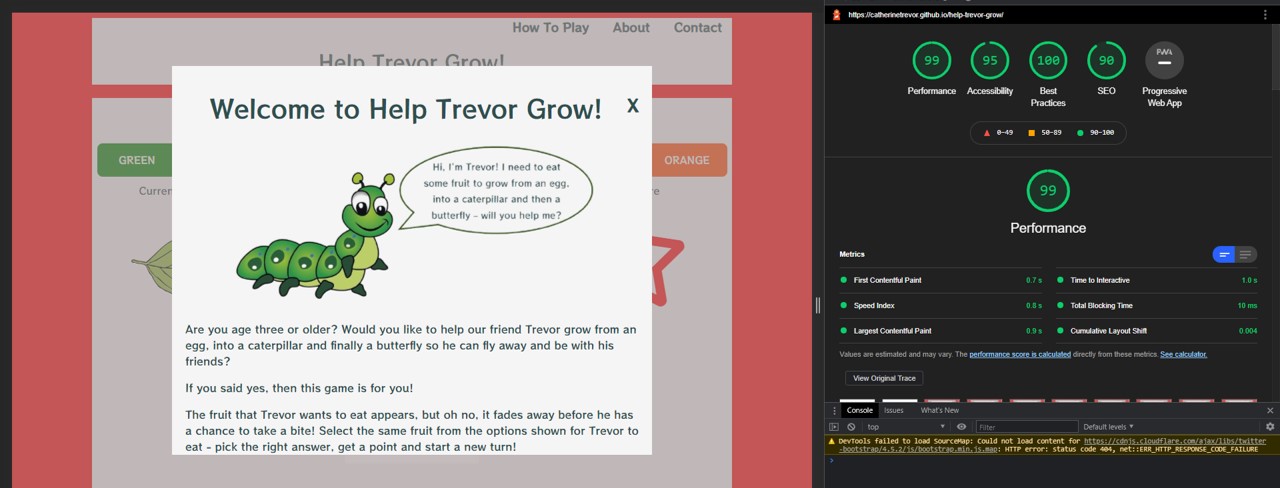 How To Play About Contact
Help Trevor Grow!
Welcome to Help Trevor Grow! X
GREEN
ORANGE
Hi, I'm Trevor! I need to eat
some fruit to grow from an egg,
into a caterpillar and then a
butterfly - will you help me?
Are you age three or older? Would you like to help our friend Trevor grow from an
egg, into a caterpillar and finally a butterfly so he can fly away and be with his
friends?
If you said yes, then this game is for you!
The fruit that Trevor wants to eat appears, but oh no, it fades away before he has
a chance to take a bite! Select the same fruit from the options shown for Trevor to
eat - pick the right answer, get a point and start a new turn!
https://catherinetrevor.github.io/help-trevor-grow/
99 95 100 90 PWA
Performance Accessibility Best Practices SEO Progressive Web App
0-49 50-89 90-100
99
Performance
Metrics
First Contentful Paint 0.7 s
Time to Interactive 1.0 s
Speed Index 0.8 s
Total Blocking Time 10 ms
Largest Contentful Paint 0.9 s
Cumulative Layout Shift 0.004
Values are estimated and may vary. The performance score is calculated directly from these metrics. See calculator.
View Original Trace
Console Issues What's New
top Filter Default levels
DevTools failed to load SourceMap: Could not load content for https://cdnjs.cloudflare.com/ajax/libs/twitter
-bootstrap/4.5.2/js/bootstrap.min.js.map: HTTP error: status code 404, net::ERR_HTTP_RESPONSE_CODE_FAILURE